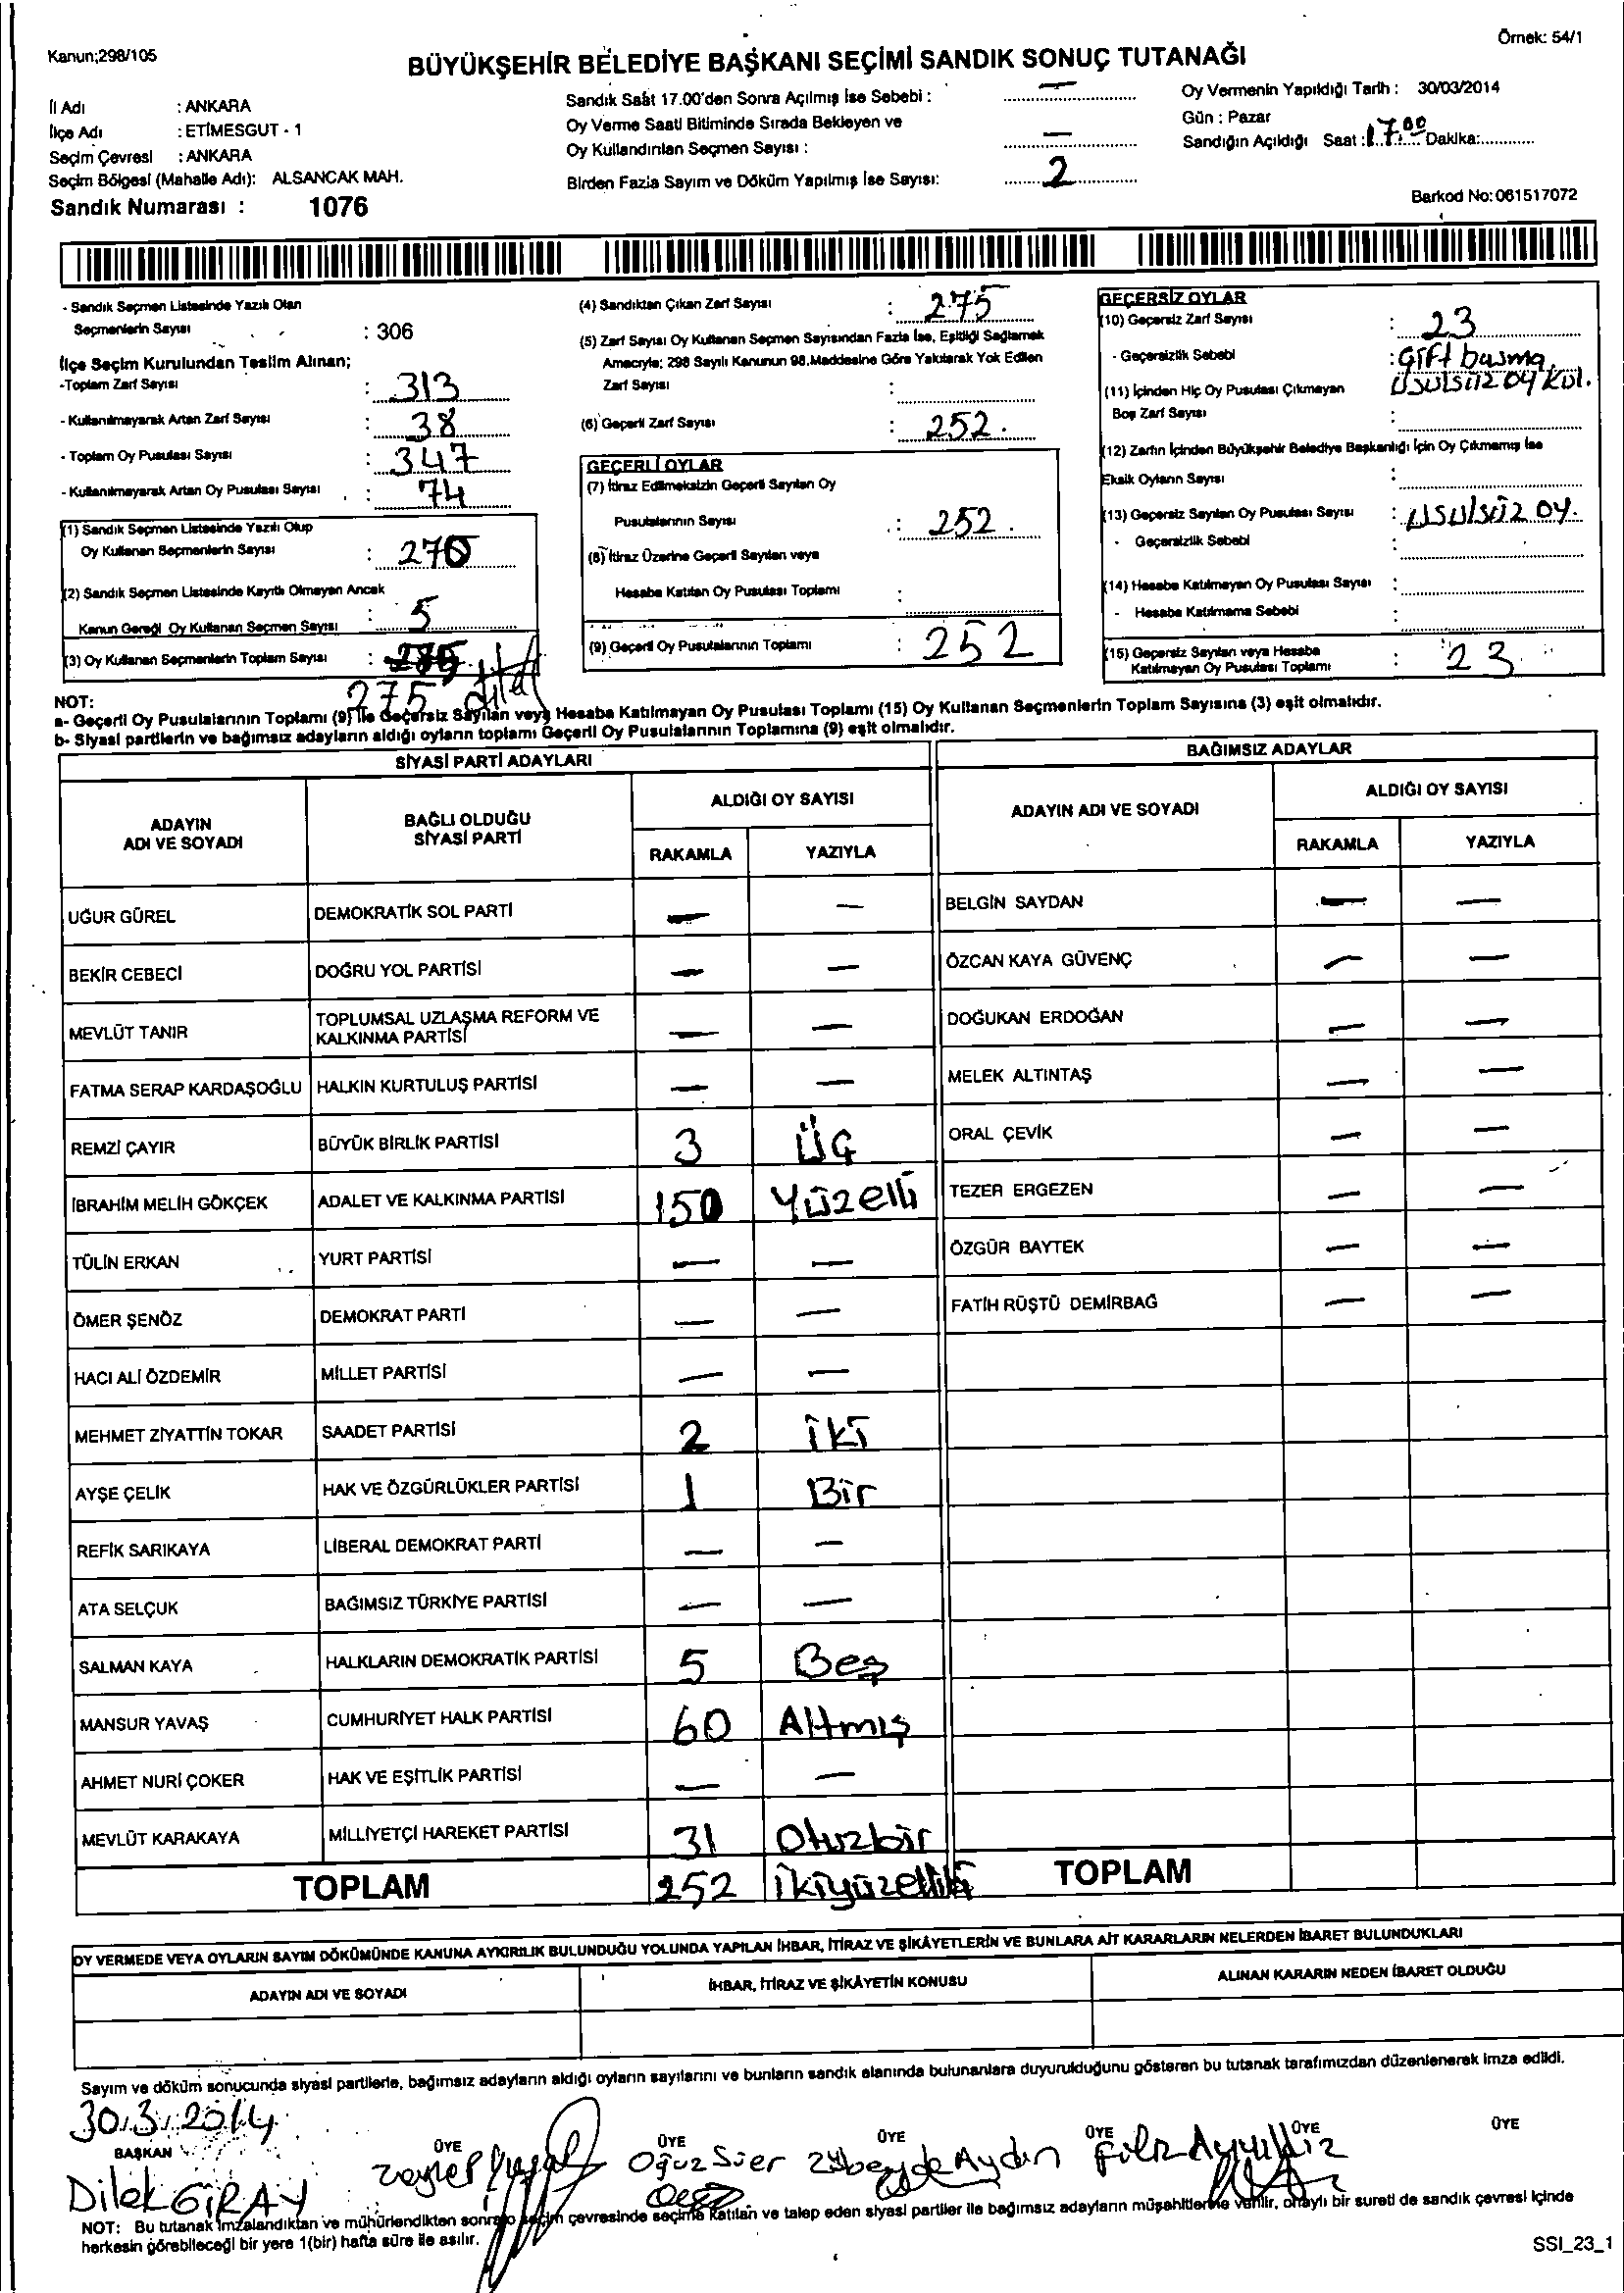 Kanun;298/105
Örnek: 54/1
BÜYÜKŞEHİR BELEDİYE BAŞKANI SEÇİMİ SANDIK SONUÇ TUTANAĞI
İl Adı : ANKARA
İlçe Adı : ETİMESGUT - 1
Seçim Çevresi : ANKARA
Seçim Bölgesi (Mahalle Adı): ALSANCAK MAH.
Sandık Numarası : 1076
Sandık Saat 17.00'den Sonra Açılmış İse Sebebi : —
Oy Verme Saati Bitiminde Sırada Bekleyen ve
Oy Kullandırılan Seçmen Sayısı : —
Birden Fazla Sayım ve Döküm Yapılmış İse Sayısı: 2
Oy Vermenin Yapıldığı Tarih : 30/03/2014
Gün : Pazar
Sandığın Açıldığı Saat : 17.00 Dakika:
Barkod No: 061517072
- Sandık Seçmen Listesinde Yazılı Olan
Seçmenlerin Sayısı : 306
İlçe Seçim Kurulundan Teslim Alınan;
-Toplam Zarf Sayısı : 313
- Kullanılmayarak Artan Zarf Sayısı : 38
- Toplam Oy Pusulası Sayısı : 347
- Kullanılmayarak Artan Oy Pusulası Sayısı : 74
(1) Sandık Seçmen Listesinde Yazılı Olup
Oy Kullanan Seçmenlerin Sayısı : 270
(2) Sandık Seçmen Listesinde Kayıtlı Olmayan Ancak
Kanun Gereği Oy Kullanan Seçmen Sayısı : 5
(3) Oy Kullanan Seçmenlerin Toplam Sayısı :
275
(4) Sandıktan Çıkan Zarf Sayısı : 275
(5) Zarf Sayısı Oy Kullanan Seçmen Sayısından Fazla İse, Eşitliği Sağlamak
Amacıyla; 298 Sayılı Kanunun 98.Maddesine Göre Yakılarak Yok Edilen
Zarf Sayısı :
(6) Geçerli Zarf Sayısı : 252.
GEÇERLİ OYLAR
(7) İtiraz Edilmeksizin Geçerli Sayılan Oy
Pusulalarının Sayısı : 252.
(8) İtiraz Üzerine Geçerli Sayılan veya
Hesaba Katılan Oy Pusulası Toplamı :
(9) Geçerli Oy Pusulalarının Toplamı : 252
GEÇERSİZ OYLAR
(10) Geçersiz Zarf Sayısı : 23
- Geçersizlik Sebebi : Çift basma,
usulsüz oy kul.
(11) İçinden Hiç Oy Pusulası Çıkmayan
Boş Zarf Sayısı :
(12) Zarfın İçinden Büyükşehir Belediye Başkanlığı İçin Oy Çıkmamış İse
Eksik Oyların Sayısı :
(13) Geçersiz Sayılan Oy Pusulası Sayısı : usulsüz oy.
- Geçersizlik Sebebi :
(14) Hesaba Katılmayan Oy Pusulası Sayısı :
- Hesaba Katılmama Sebebi :
(15) Geçersiz Sayılan veya Hesaba
Katılmayan Oy Pusulası Toplamı : 23
NOT:
a- Geçerli Oy Pusulalarının Toplamı (9) ile Geçersiz Sayılan veya Hesaba Katılmayan Oy Pusulası Toplamı (15) Oy Kullanan Seçmenlerin Toplam Sayısına (3) eşit olmalıdır.
b- Siyasi partilerin ve bağımsız adayların aldığı oyların toplamı Geçerli Oy Pusulalarının Toplamına (9) eşit olmalıdır.
SİYASİ PARTİ ADAYLARI
ADAYIN ADI VE SOYADI
BAĞLI OLDUĞU SİYASİ PARTİ
ALDIĞI OY SAYISI
RAKAMLA YAZIYLA
UĞUR GÜREL DEMOKRATİK SOL PARTİ — —
BEKİR CEBECİ DOĞRU YOL PARTİSİ — —
MEVLÜT TANIR TOPLUMSAL UZLAŞMA REFORM VE KALKINMA PARTİSİ — —
FATMA SERAP KARDAŞOĞLU HALKIN KURTULUŞ PARTİSİ — —
REMZİ ÇAYIR BÜYÜK BİRLİK PARTİSİ 3 ÜÇ
İBRAHİM MELİH GÖKÇEK ADALET VE KALKINMA PARTİSİ 150 Yüzelli
TÜLİN ERKAN YURT PARTİSİ — —
ÖMER ŞENÖZ DEMOKRAT PARTİ — —
HACI ALİ ÖZDEMİR MİLLET PARTİSİ — —
MEHMET ZİYATTİN TOKAR SAADET PARTİSİ 2 İki
AYŞE ÇELİK HAK VE ÖZGÜRLÜKLER PARTİSİ 1 Bir
REFİK SARIKAYA LİBERAL DEMOKRAT PARTİ — —
ATA SELÇUK BAĞIMSIZ TÜRKİYE PARTİSİ — —
SALMAN KAYA HALKLARIN DEMOKRATİK PARTİSİ 5 Beş
MANSUR YAVAŞ CUMHURİYET HALK PARTİSİ 60 Altmış
AHMET NURİ ÇOKER HAK VE EŞİTLİK PARTİSİ — —
MEVLÜT KARAKAYA MİLLİYETÇİ HAREKET PARTİSİ 31 Otuzbir
TOPLAM 252 İkiyüzelliiki
BAĞIMSIZ ADAYLAR
ADAYIN ADI VE SOYADI
ALDIĞI OY SAYISI
RAKAMLA YAZIYLA
BELGİN SAYDAN — —
ÖZCAN KAYA GÜVENÇ — —
DOĞUKAN ERDOĞAN — —
MELEK ALTINTAŞ — —
ORAL ÇEVİK — —
TEZER ERGEZEN — —
ÖZGÜR BAYTEK — —
FATİH RÜŞTÜ DEMİRBAĞ — —
TOPLAM
OY VERMEDE VEYA OYLARIN SAYIM DÖKÜMÜNDE KANUNA AYKIRILIK BULUNDUĞU YOLUNDA YAPILAN İHBAR, İTİRAZ VE ŞİKÂYETLERİN VE BUNLARA AİT KARARLARIN NELERDEN İBARET BULUNDUKLARI
ADAYIN ADI VE SOYADI
İHBAR, İTİRAZ VE ŞİKÂYETİN KONUSU
ALINAN KARARIN NEDEN İBARET OLDUĞU
Sayım ve döküm sonucunda siyasi partilerle, bağımsız adayların aldığı oyların sayılarını ve bunların sandık alanında bulunanlara duyurulduğunu gösteren bu tutanak tarafımızdan düzenlenerek imza edildi.
30.3.2014
BAŞKAN ÜYE ÜYE ÜYE ÜYE ÜYE ÜYE
Dilek GİRAY
Zeynep
Oğuz Süer
Zübeyde Aydın
Filiz Ayyıldız
NOT: Bu tutanak imzalandıktan ve mühürlendikten sonra o seçim çevresinde seçime katılan ve talep eden siyasi partiler ile bağımsız adayların müşahitlerine verilir, onaylı bir sureti de sandık çevresi içinde
herkesin görebileceği bir yere 1(bir) hafta süre ile asılır.
SSI_23_1